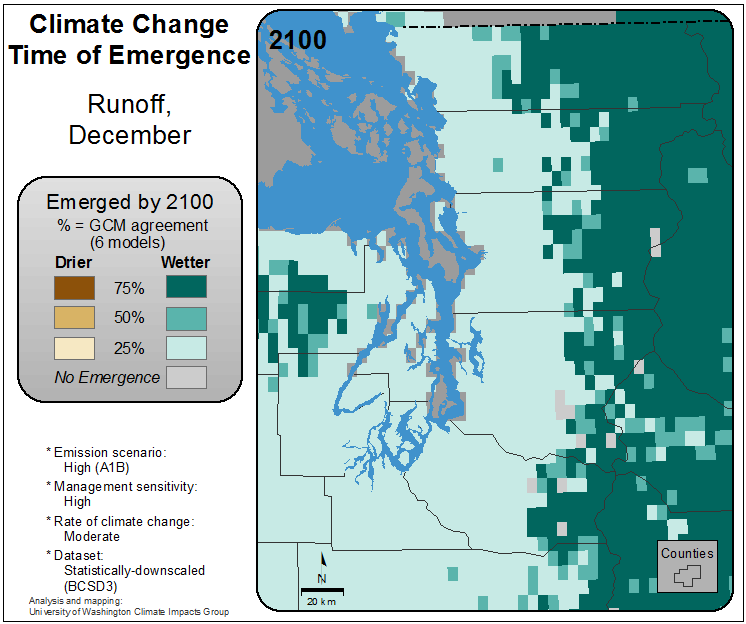 Climate Change
Time of Emergence
Runoff,
December
Emerged by 2100
% = GCM agreement
(6 models)
Drier Wetter
75%
50%
25%
No Emergence
* Emission scenario:
High (A1B)
* Management sensitivity:
High
* Rate of climate change:
Moderate
* Dataset:
Statistically-downscaled
(BCSD3)
Analysis and mapping:
University of Washington Climate Impacts Group
2100
N
20 km
Counties